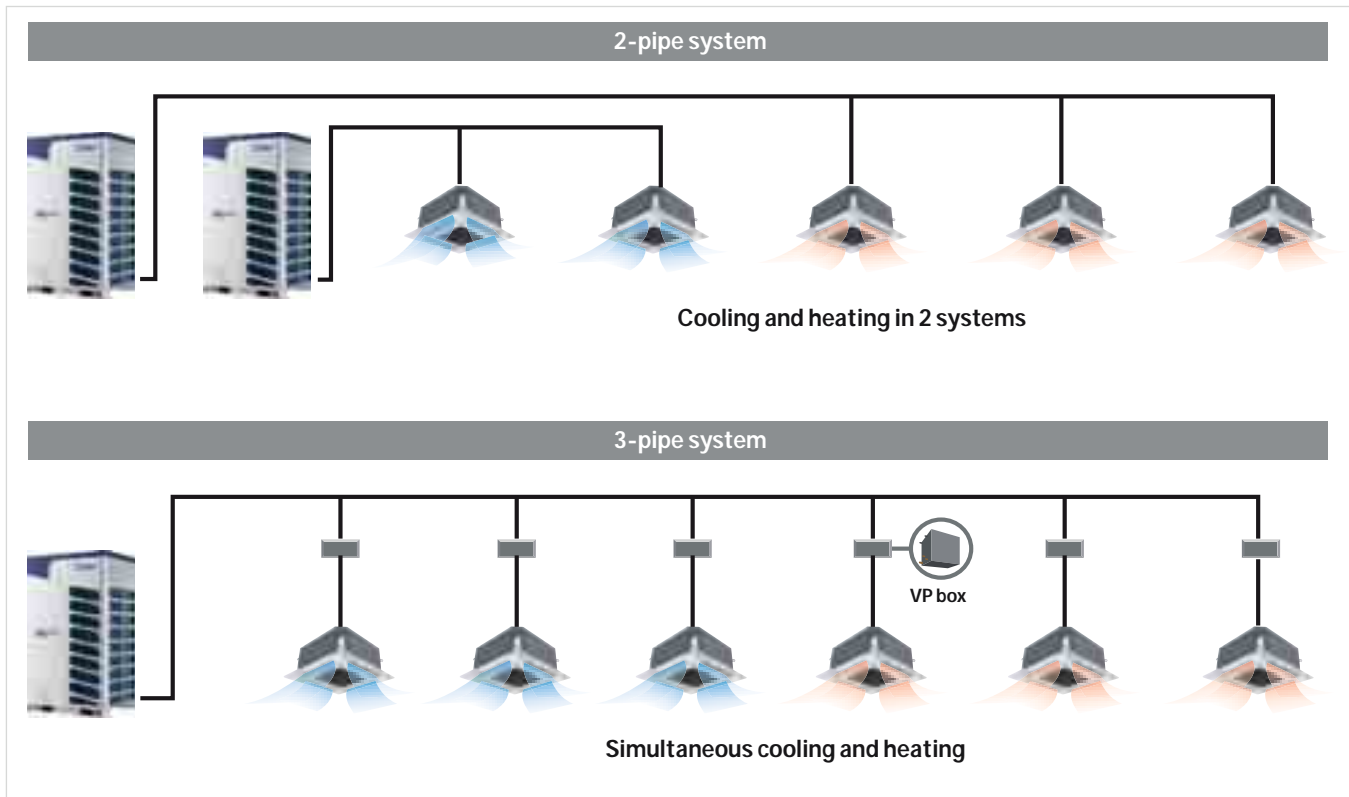 2-pipe system
Cooling and heating in 2 systems
3-pipe system
VP box
Simultaneous cooling and heating